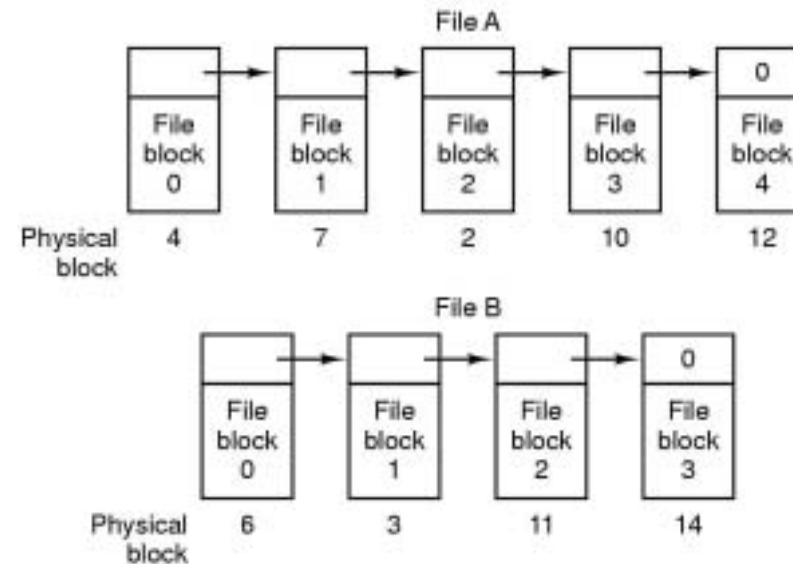 File A
0
File
block
0
File
block
1
File
block
2
File
block
3
File
block
4
Physical
block
4
7
2
10
12
File B
0
File
block
0
File
block
1
File
block
2
File
block
3
Physical
block
6
3
11
14